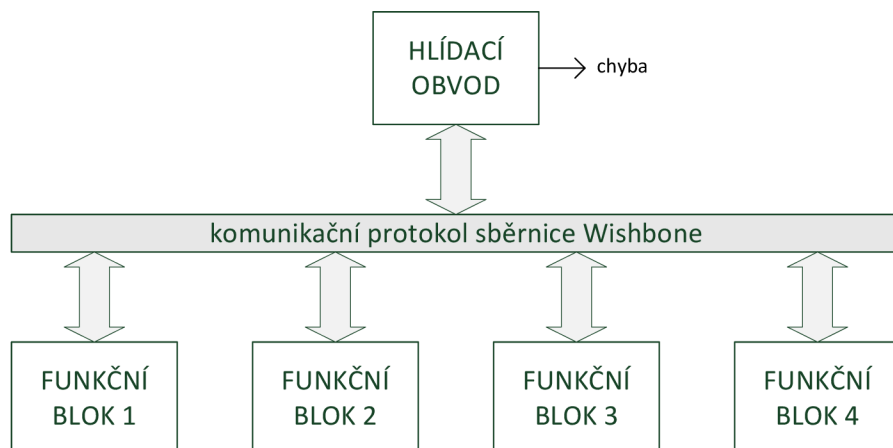 HLÍDACÍ
OBVOD
chyba
komunikační protokol sběrnice Wishbone
FUNKČNÍ
BLOK 1
FUNKČNÍ
BLOK 2
FUNKČNÍ
BLOK 3
FUNKČNÍ
BLOK 4